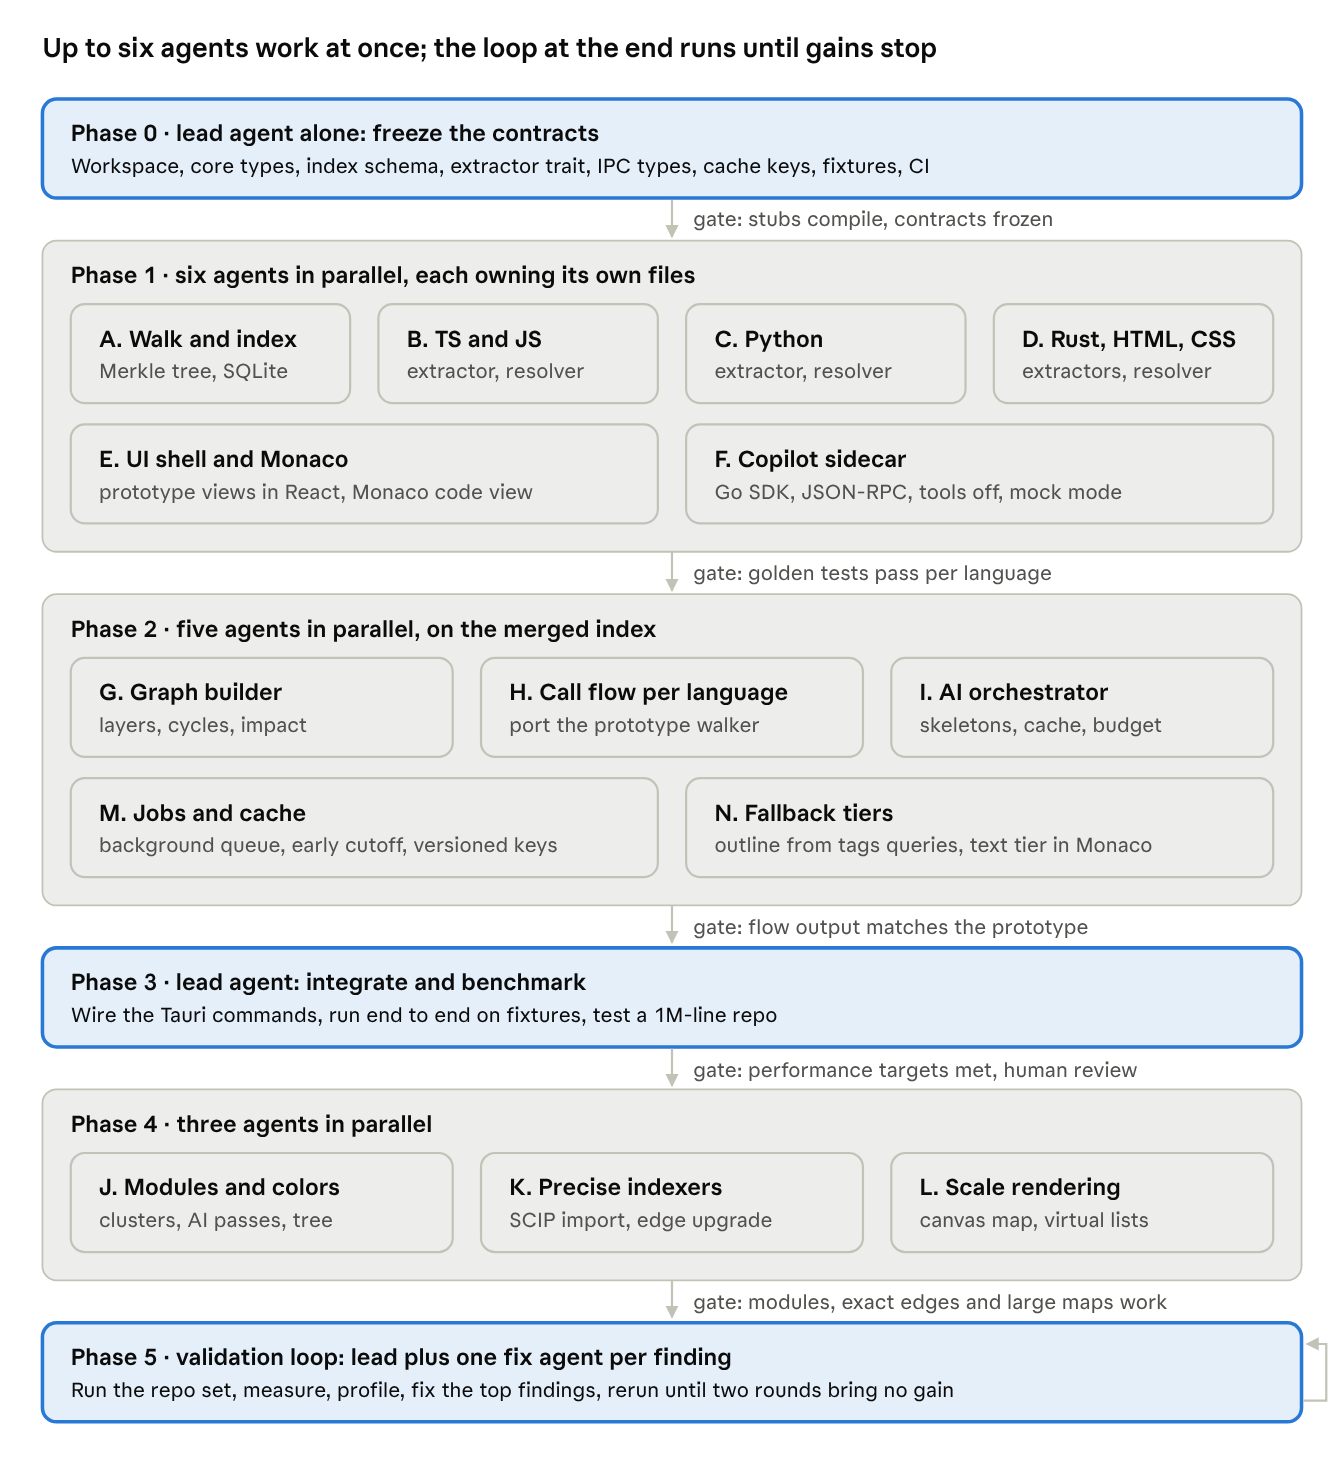 Up to six agents work at once; the loop at the end runs until gains stop
Phase 0 · lead agent alone: freeze the contracts
Workspace, core types, index schema, extractor trait, IPC types, cache keys, fixtures, CI
gate: stubs compile, contracts frozen
Phase 1 · six agents in parallel, each owning its own files
A. Walk and index
Merkle tree, SQLite
B. TS and JS
extractor, resolver
C. Python
extractor, resolver
D. Rust, HTML, CSS
extractors, resolver
E. UI shell and Monaco
prototype views in React, Monaco code view
F. Copilot sidecar
Go SDK, JSON-RPC, tools off, mock mode
gate: golden tests pass per language
Phase 2 · five agents in parallel, on the merged index
G. Graph builder
layers, cycles, impact
H. Call flow per language
port the prototype walker
I. AI orchestrator
skeletons, cache, budget
M. Jobs and cache
background queue, early cutoff, versioned keys
N. Fallback tiers
outline from tags queries, text tier in Monaco
gate: flow output matches the prototype
Phase 3 · lead agent: integrate and benchmark
Wire the Tauri commands, run end to end on fixtures, test a 1M-line repo
gate: performance targets met, human review
Phase 4 · three agents in parallel
J. Modules and colors
clusters, AI passes, tree
K. Precise indexers
SCIP import, edge upgrade
L. Scale rendering
canvas map, virtual lists
gate: modules, exact edges and large maps work
Phase 5 · validation loop: lead plus one fix agent per finding
Run the repo set, measure, profile, fix the top findings, rerun until two rounds bring no gain